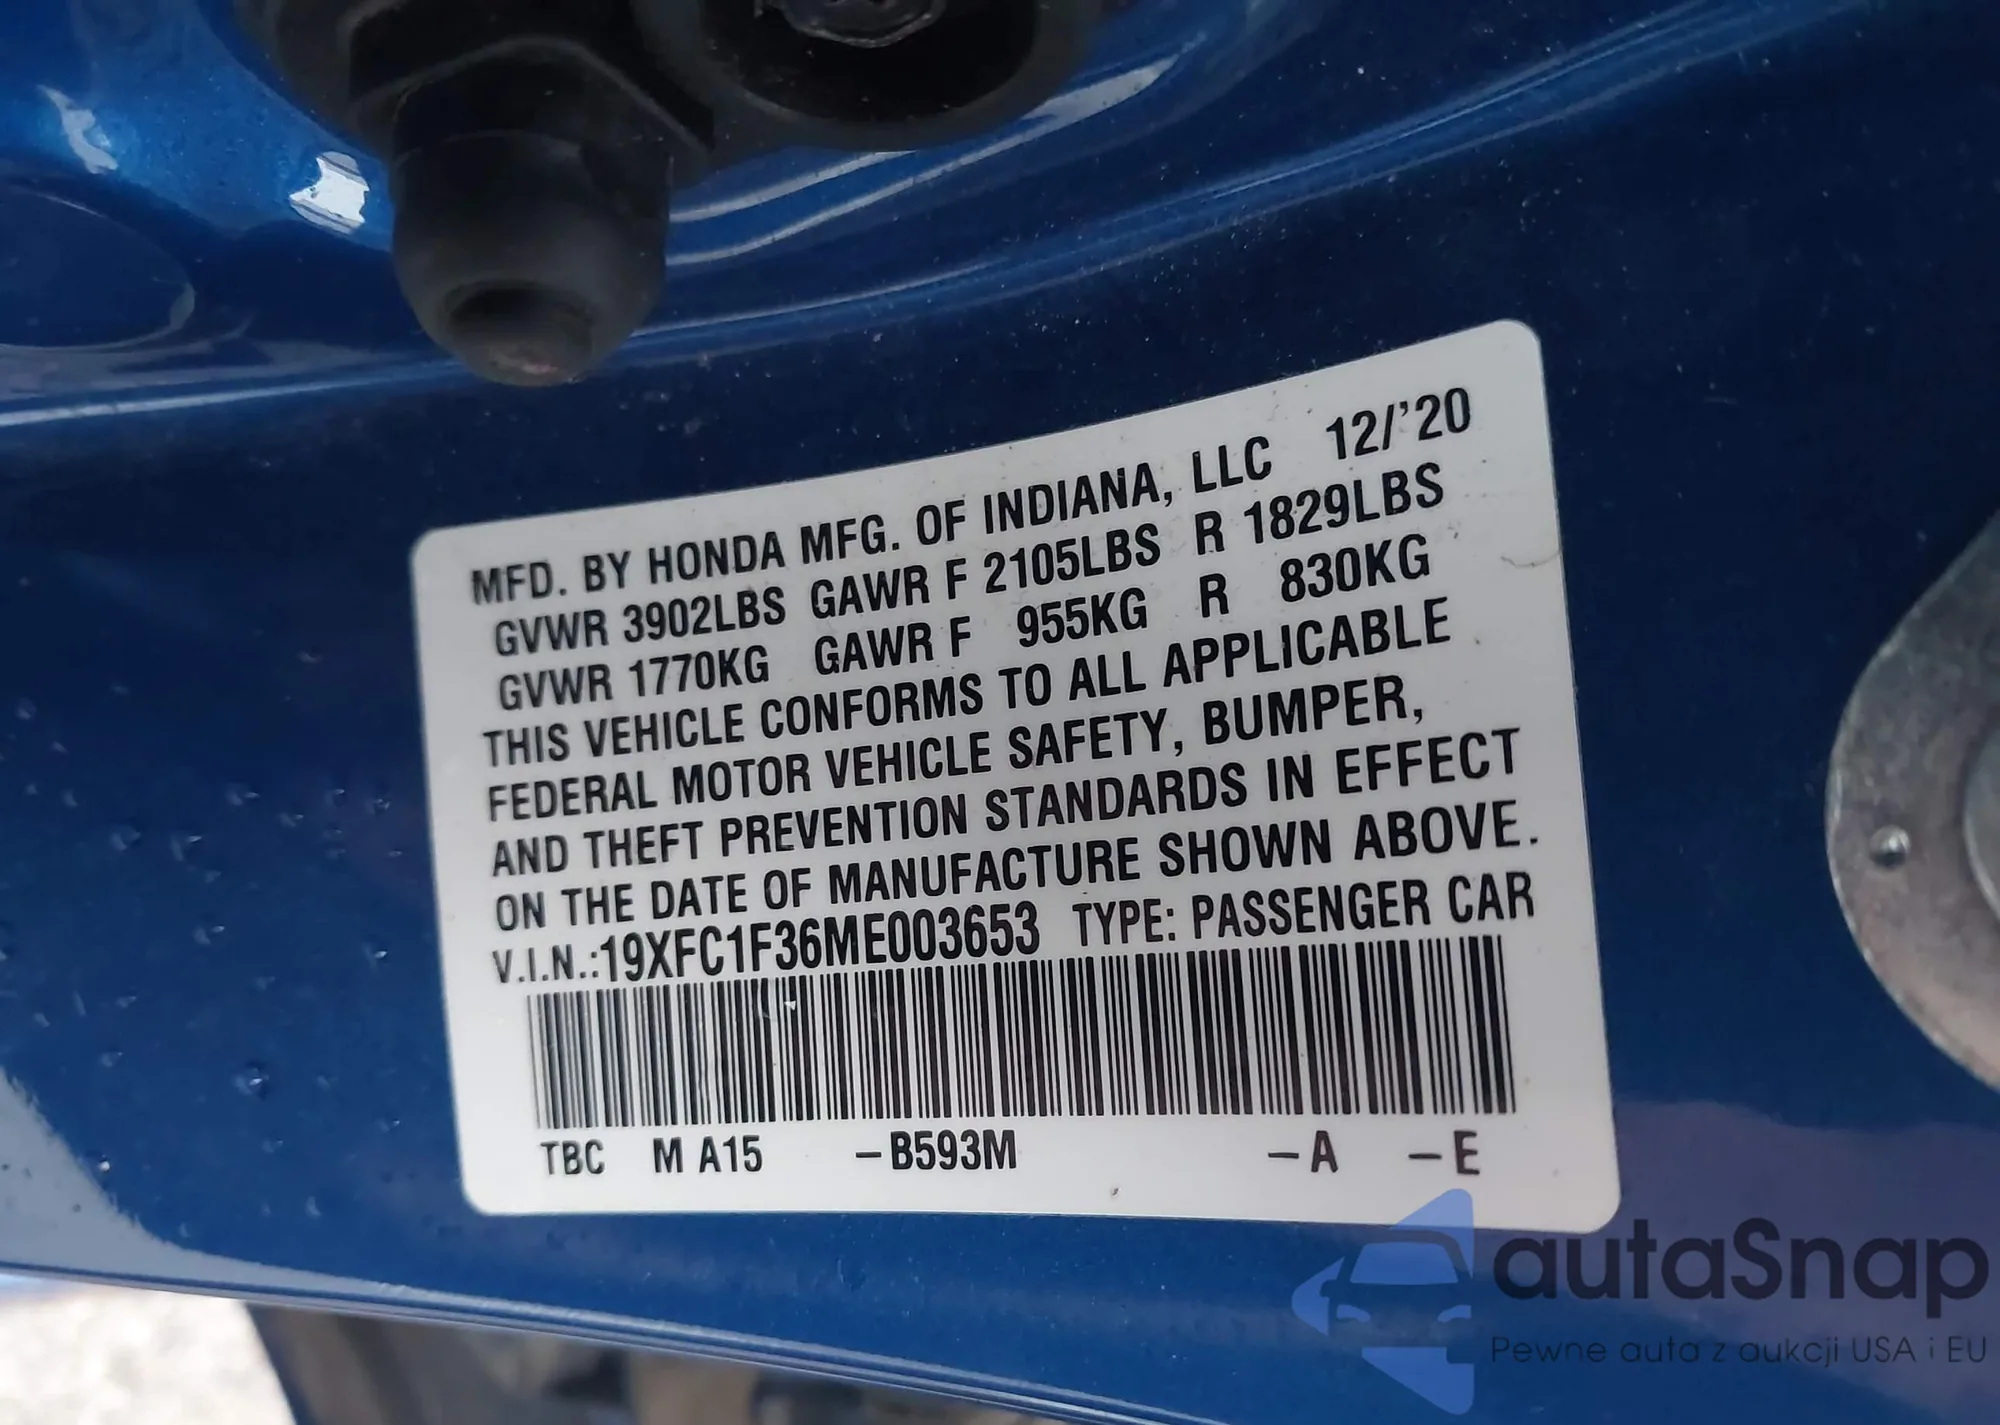 MFD. BY HONDA MFG. OF INDIANA, LLC 12/'20
GVWR 3902LBS GAWR F 2105LBS R 1829LBS
GVWR 1770KG GAWR F 955KG R 830KG
THIS VEHICLE CONFORMS TO ALL APPLICABLE
FEDERAL MOTOR VEHICLE SAFETY, BUMPER,
AND THEFT PREVENTION STANDARDS IN EFFECT
ON THE DATE OF MANUFACTURE SHOWN ABOVE.
V.I.N.:19XFC1F36ME003653 TYPE: PASSENGER CAR
TBC M A15 –B593M –A –E
autaSnap
Pewne auta z aukcji USA i EU